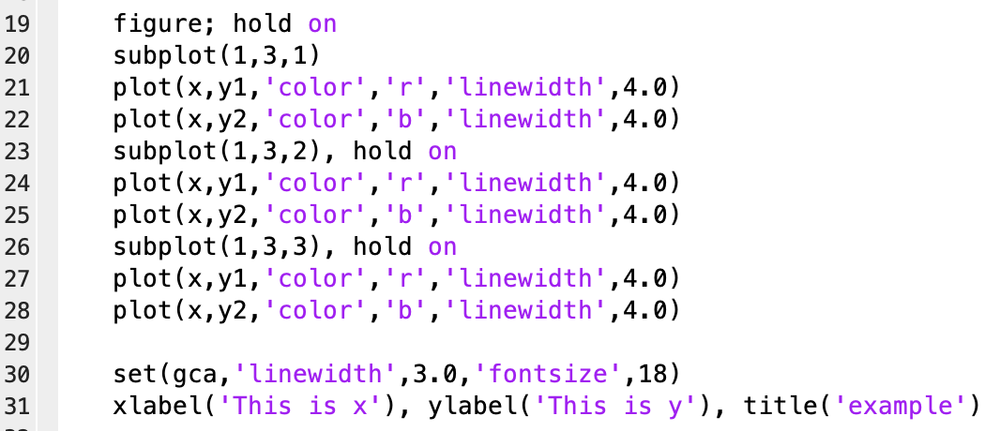 19 figure; hold on
20 subplot(1,3,1)
21 plot(x,y1,'color','r','linewidth',4.0)
22 plot(x,y2,'color','b','linewidth',4.0)
23 subplot(1,3,2), hold on
24 plot(x,y1,'color','r','linewidth',4.0)
25 plot(x,y2,'color','b','linewidth',4.0)
26 subplot(1,3,3), hold on
27 plot(x,y1,'color','r','linewidth',4.0)
28 plot(x,y2,'color','b','linewidth',4.0)
29
30 set(gca,'linewidth',3.0,'fontsize',18)
31 xlabel('This is x'), ylabel('This is y'), title('example')